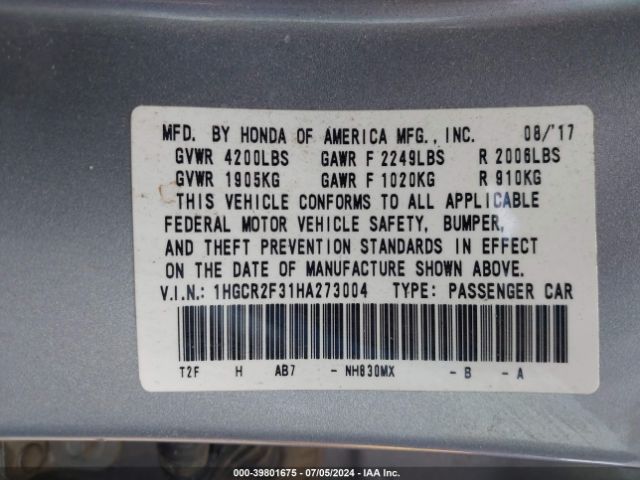 MFD. BY HONDA OF AMERICA MFG., INC. 08/'17
GVWR 4200LBS GAWR F 2249LBS R 2006LBS
GVWR 1905KG GAWR F 1020KG R 910KG
THIS VEHICLE CONFORMS TO ALL APPLICABLE
FEDERAL MOTOR VEHICLE SAFETY, BUMPER,
AND THEFT PREVENTION STANDARDS IN EFFECT
ON THE DATE OF MANUFACTURE SHOWN ABOVE.
V.I.N.: 1HGCR2F31HA273004 TYPE: PASSENGER CAR
T2F H AB7 - NH830MX - B - A
000-39801675 / 07/05/2024 - IAA Inc.